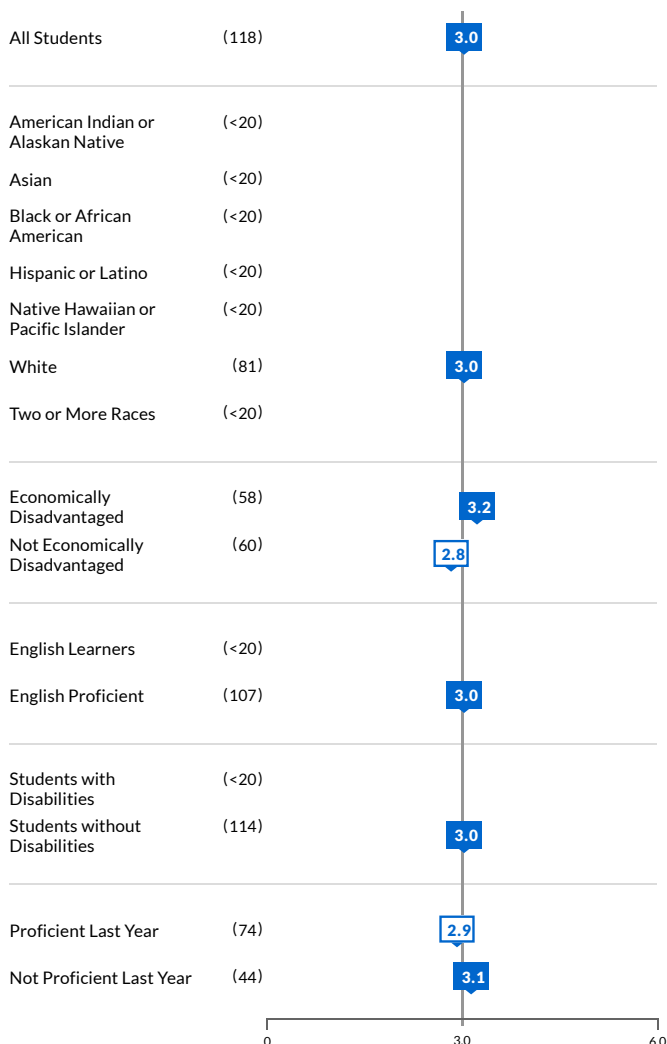 All Students (118) 3.0
American Indian or (<20)
Alaskan Native
Asian (<20)
Black or African (<20)
American
Hispanic or Latino (<20)
Native Hawaiian or (<20)
Pacific Islander
White (81) 3.0
Two or More Races (<20)
Economically (58) 3.2
Disadvantaged
Not Economically (60) 2.8
Disadvantaged
English Learners (<20)
English Proficient (107) 3.0
Students with (<20)
Disabilities
Students without (114) 3.0
Disabilities
Proficient Last Year (74) 2.9
Not Proficient Last Year (44) 3.1
0 3.0 6.0